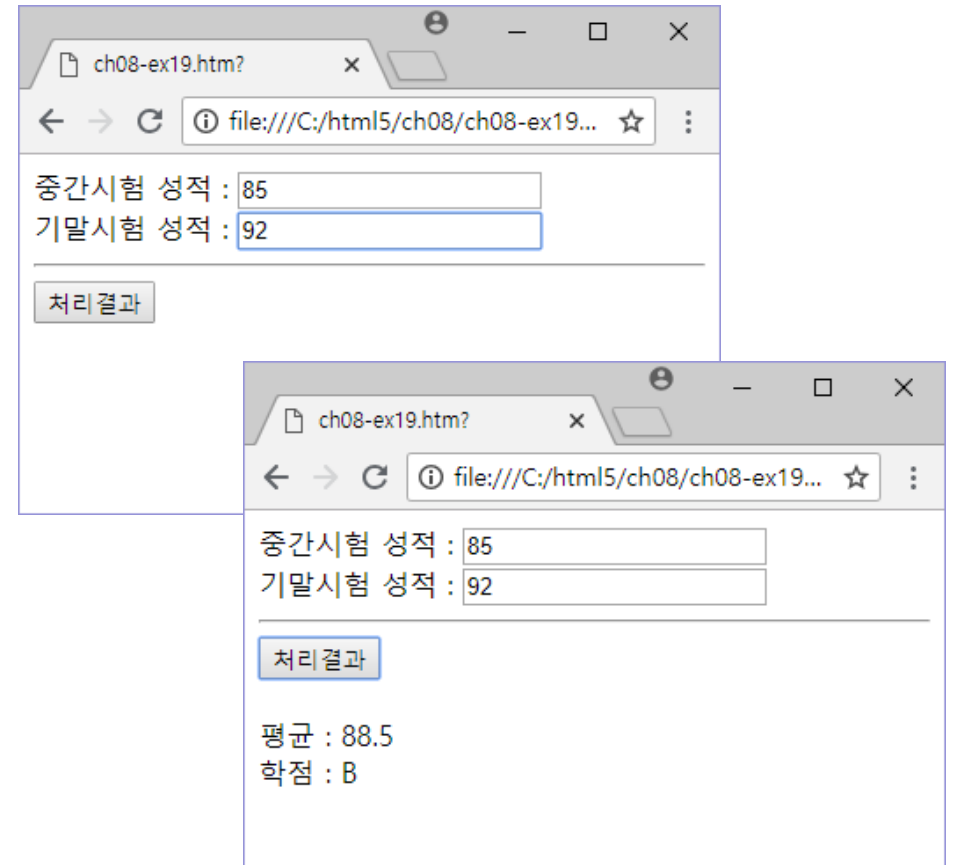 ch08-ex19.htm?
file:///C:/html5/ch08/ch08-ex19...
중간시험 성적 : 85
기말시험 성적 : 92
처리결과
ch08-ex19.htm?
file:///C:/html5/ch08/ch08-ex19...
중간시험 성적 : 85
기말시험 성적 : 92
처리결과
평균 : 88.5
학점 : B